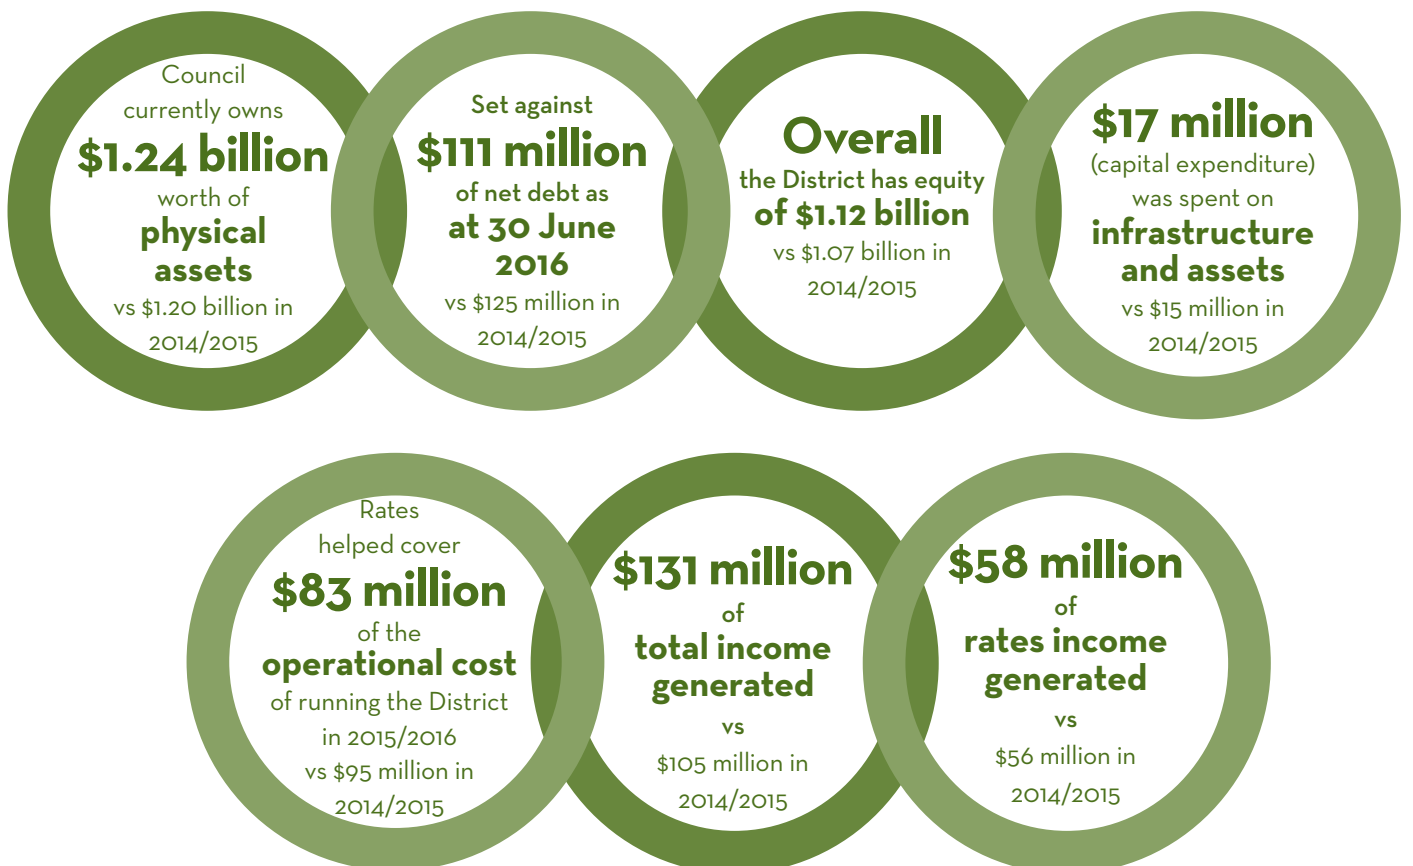 Council
currently owns
$1.24 billion
worth of
physical
assets
vs $1.20 billion in
2014/2015
Set against
$111 million
of net debt as
at 30 June
2016
vs $125 million in
2014/2015
Overall
the District has equity
of $1.12 billion
vs $1.07 billion in
2014/2015
$17 million
(capital expenditure)
was spent on
infrastructure
and assets
vs $15 million in
2014/2015
Rates
helped cover
$83 million
of the
operational cost
of running the District
in 2015/2016
vs $95 million in
2014/2015
$131 million
of
total income
generated
vs
$105 million in
2014/2015
$58 million
of
rates income
generated
vs
$56 million in
2014/2015